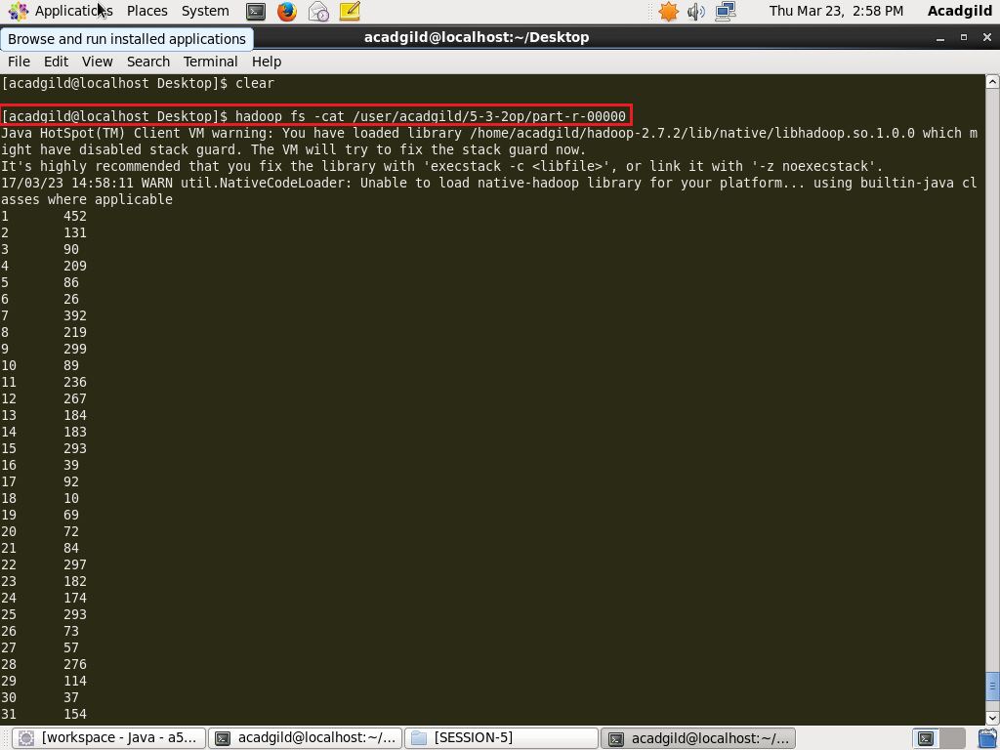 Applications Places System Thu Mar 23, 2:58 PM Acadgild
Browse and run installed applications
acadgild@localhost:~/Desktop
File Edit View Search Terminal Help
[acadgild@localhost Desktop]$ clear
[acadgild@localhost Desktop]$ hadoop fs -cat /user/acadgild/5-3-2op/part-r-00000
Java HotSpot(TM) Client VM warning: You have loaded library /home/acadgild/hadoop-2.7.2/lib/native/libhadoop.so.1.0.0 which m
ight have disabled stack guard. The VM will try to fix the stack guard now.
It's highly recommended that you fix the library with 'execstack -c <libfile>', or link it with '-z noexecstack'.
17/03/23 14:58:11 WARN util.NativeCodeLoader: Unable to load native-hadoop library for your platform... using builtin-java cl
asses where applicable
1 452
2 131
3 90
4 209
5 86
6 26
7 392
8 219
9 299
10 89
11 236
12 267
13 184
14 183
15 293
16 39
17 92
18 10
19 69
20 72
21 84
22 297
23 182
24 174
25 293
26 73
27 57
28 276
29 114
30 37
31 154
[workspace - Java - a5... acadgild@localhost:~/... [SESSION-5] acadgild@localhost:~/...